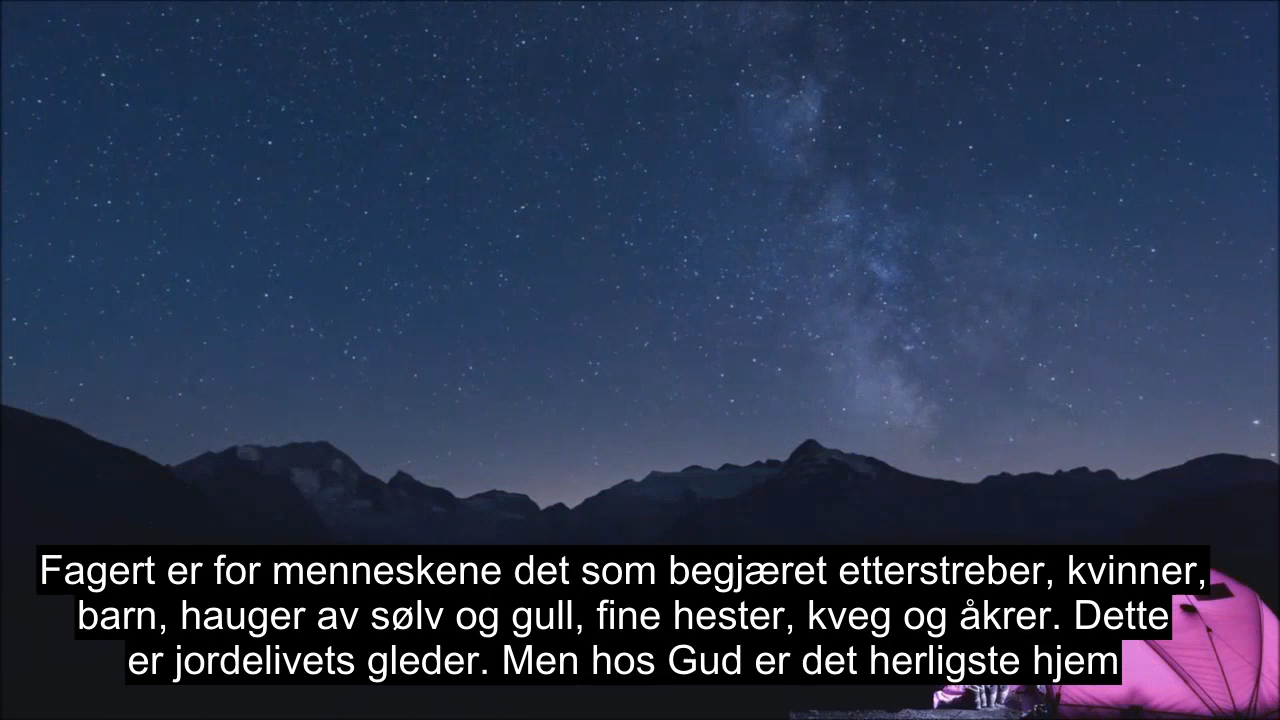 Fagert er for menneskene det som begjæret etterstreber, kvinner,
barn, hauger av sølv og gull, fine hester, kveg og åkrer. Dette
er jordelivets gleder. Men hos Gud er det herligste hjem